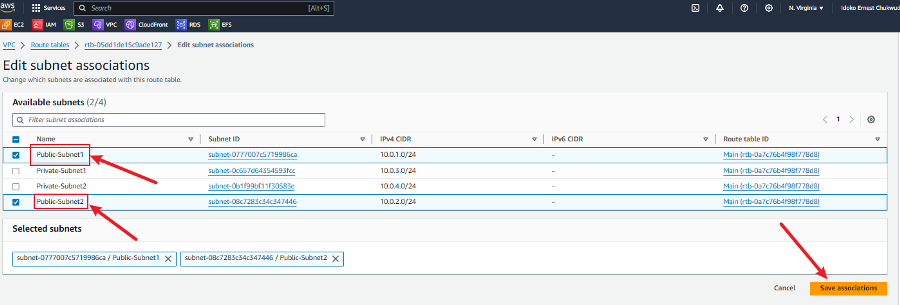 aws
Services
Search
[Alt+S]
N. Virginia
Idoko Ernest Chukwud
EC2
IAM
S3
VPC
CloudFront
RDS
EFS
VPC > Route tables > rtb-05dd1de15c9ade127 > Edit subnet associations
Edit subnet associations
Change which subnets are associated with this route table.
Available subnets (2/4)
Filter subnet associations
1
Name Subnet ID IPv4 CIDR IPv6 CIDR Route table ID
Public-Subnet1 subnet-0777007c5719986ca 10.0.1.0/24 – Main (rtb-0a7c76b4f98f778d8)
Private-Subnet1 subnet-0c657d64354593fcc 10.0.3.0/24 – Main (rtb-0a7c76b4f98f778d8)
Private-Subnet2 subnet-0b1f99bf11f30583e 10.0.4.0/24 – Main (rtb-0a7c76b4f98f778d8)
Public-Subnet2 subnet-08c7283c34c347446 10.0.2.0/24 – Main (rtb-0a7c76b4f98f778d8)
Selected subnets
subnet-0777007c5719986ca / Public-Subnet1
subnet-08c7283c34c347446 / Public-Subnet2
Cancel
Save associations